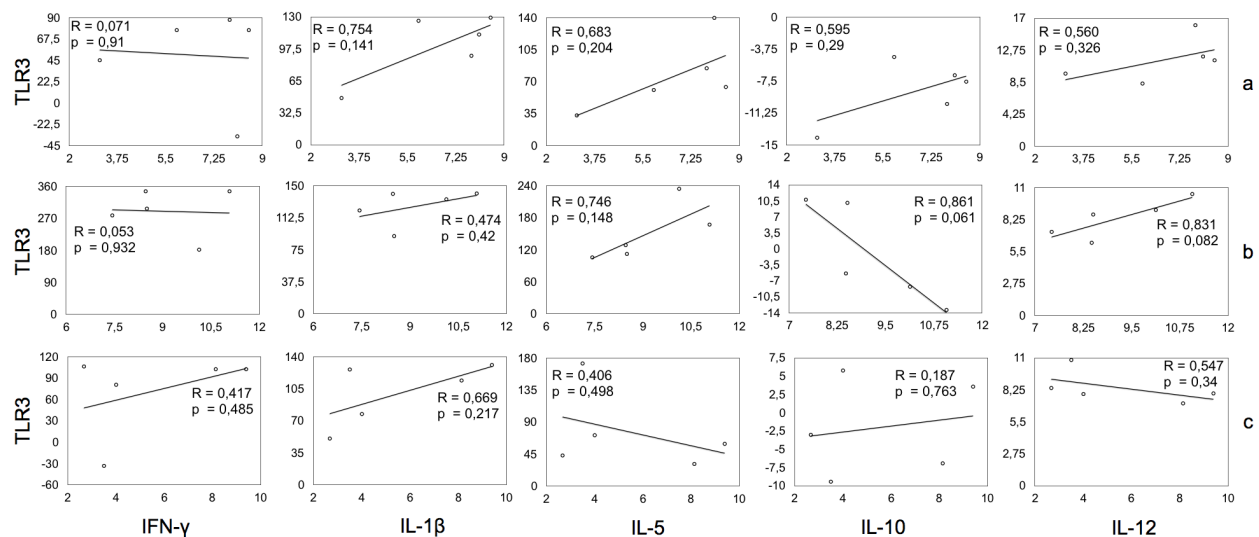 TLR3
90
67,5
45
22,5
0
-22,5
-45
R = 0,071
p = 0,91
2 3,75 5,5 7,25 9
130
97,5
65
32,5
0
R = 0,754
p = 0,141
2 3,75 5,5 7,25 9
140
105
70
35
0
R = 0,683
p = 0,204
2 3,75 5,5 7,25 9
-0
-3,75
-7,5
-11,25
-15
R = 0,595
p = 0,29
2 3,75 5,5 7,25 9
17
12,75
8,5
4,25
0
R = 0,560
p = 0,326
2 3,75 5,5 7,25 9
a
TLR3
360
270
180
90
0
R = 0,053
p = 0,932
6 7,5 9 10,5 12
150
112,5
75
37,5
0
R = 0,474
p = 0,42
6 7,5 9 10,5 12
240
180
120
60
0
R = 0,746
p = 0,148
6 7,5 9 10,5 12
14
10,5
7
3,5
0
-3,5
-7
-10,5
-14
R = 0,861
p = 0,061
7 8,25 9,5 10,75 12
11
8,25
5,5
2,75
0
R = 0,831
p = 0,082
7 8,25 9,5 10,75 12
b
TLR3
120
90
60
30
0
-30
-60
R = 0,417
p = 0,485
2 4 6 8 10
IFN-γ
140
105
70
35
0
R = 0,669
p = 0,217
2 4 6 8 10
IL-1β
180
135
90
45
0
R = 0,406
p = 0,498
2 4 6 8 10
IL-5
7,5
5
2,5
0
-2,5
-5
-7,5
-10
R = 0,187
p = 0,763
2 4 6 8 10
IL-10
11
8,25
5,5
2,75
0
R = 0,547
p = 0,34
2 4 6 8 10
IL-12
c